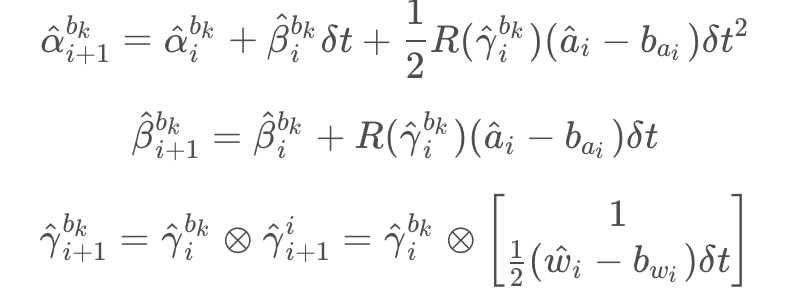 $\hat{\alpha}_{i+1}^{b_k} = \hat{\alpha}_i^{b_k} + \hat{\beta}_i^{b_k} \delta t + \frac{1}{2} R(\hat{\gamma}_i^{b_k})(\hat{a}_i - b_{a_i}) \delta t^2$
$\hat{\beta}_{i+1}^{b_k} = \hat{\beta}_i^{b_k} + R(\hat{\gamma}_i^{b_k})(\hat{a}_i - b_{a_i}) \delta t$
$\hat{\gamma}_{i+1}^{b_k} = \hat{\gamma}_i^{b_k} \otimes \hat{\gamma}_{i+1}^{i} = \hat{\gamma}_i^{b_k} \otimes \begin{bmatrix} 1 \\ \frac{1}{2}(\hat{w}_i - b_{w_i}) \delta t \end{bmatrix}$